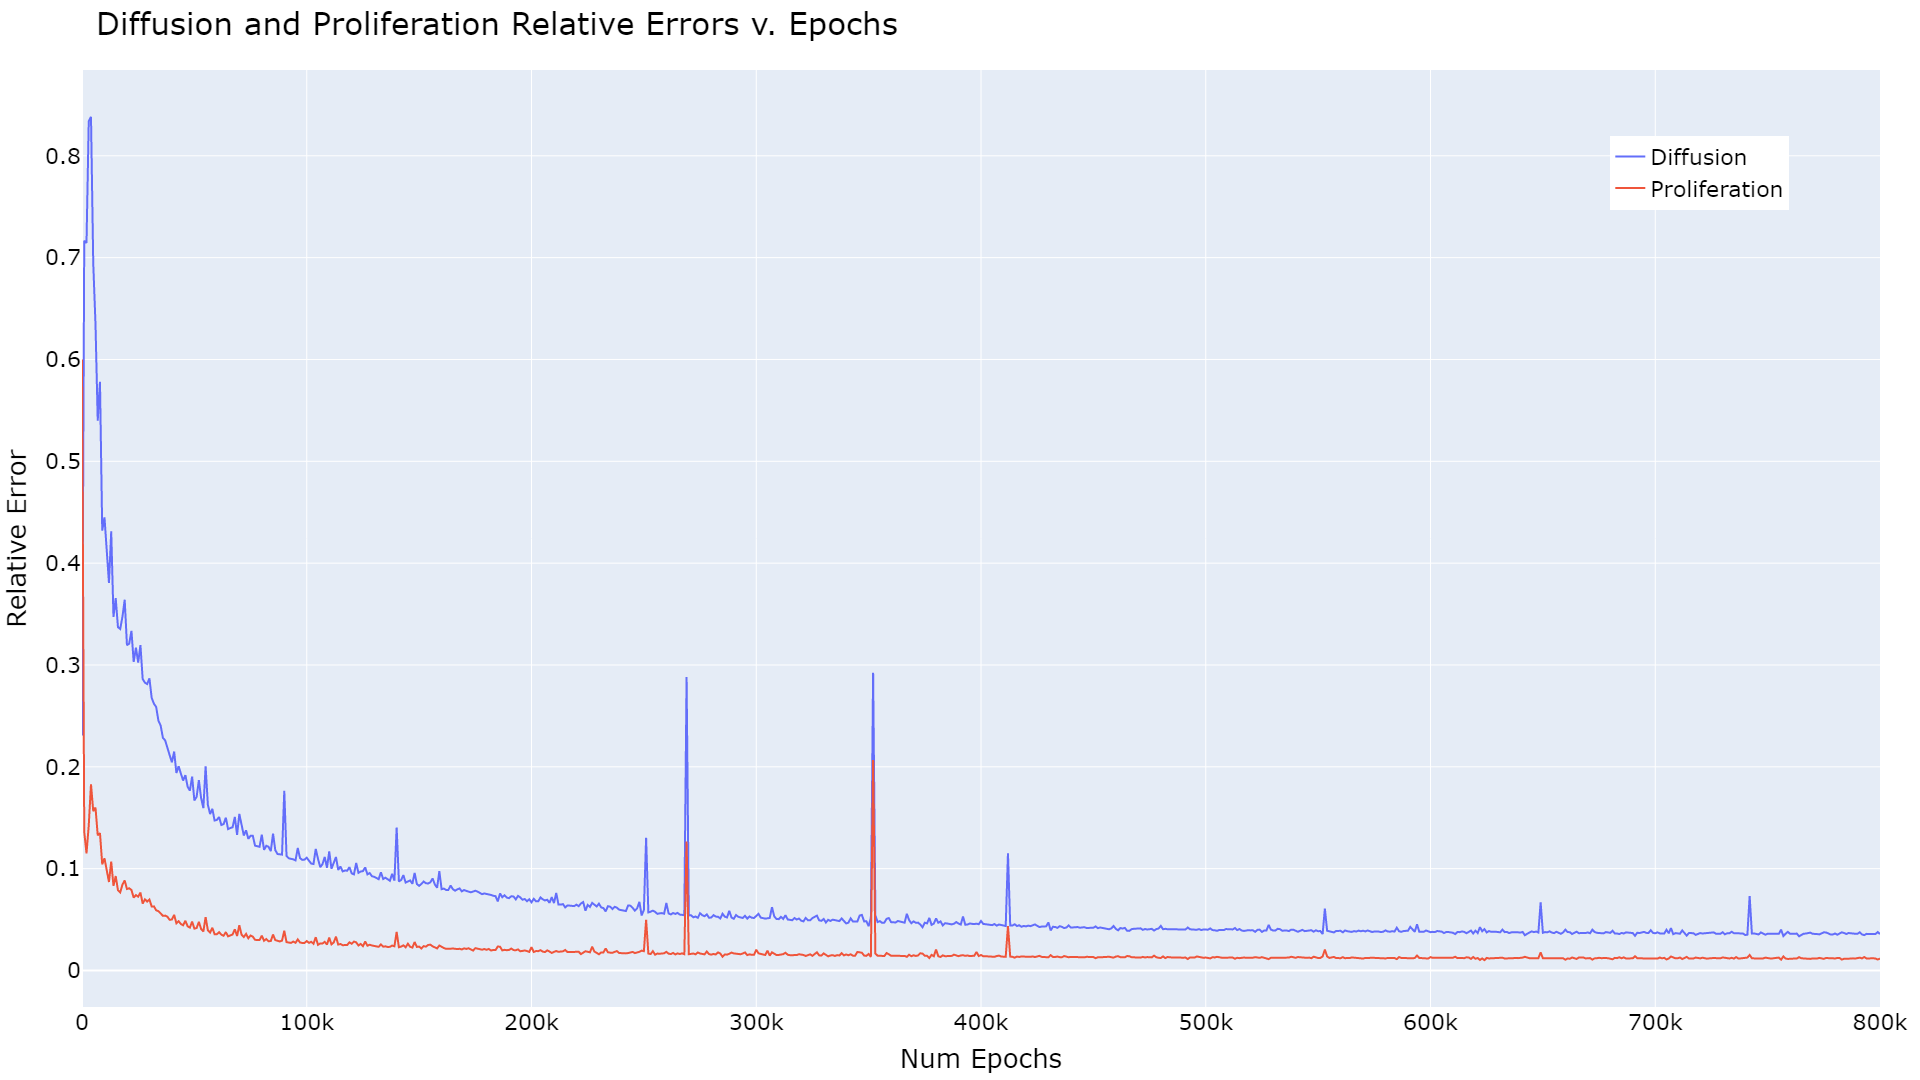 Diffusion and Proliferation Relative Errors v. Epochs
Relative Error
0.8
0.7
0.6
0.5
0.4
0.3
0.2
0.1
0
Diffusion
Proliferation
0 100k 200k 300k 400k 500k 600k 700k 800k
Num Epochs